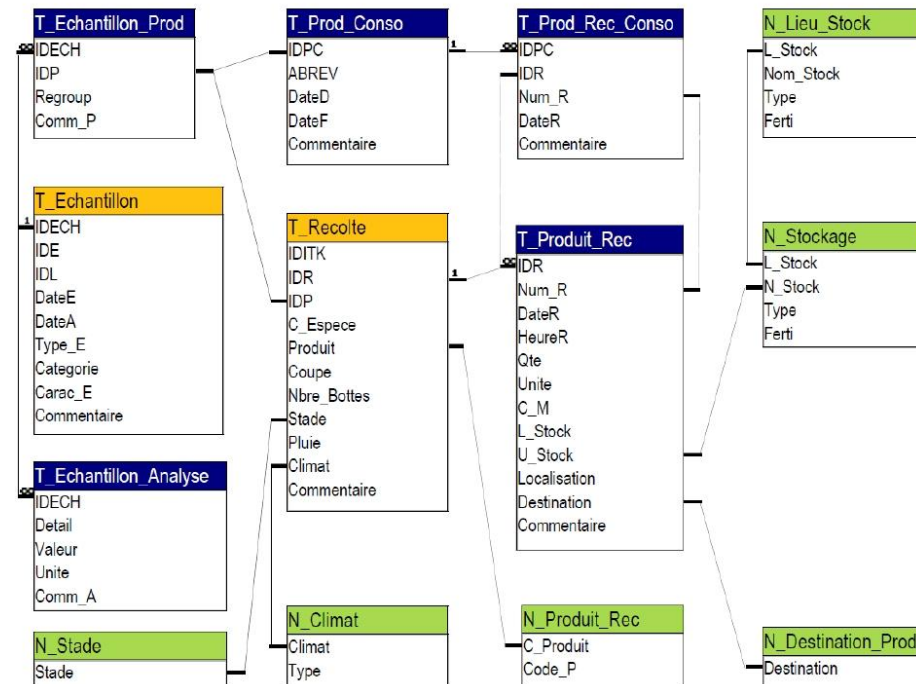 T_Echantillon_Prod
IDECH
IDP
Regroup
Comm_P
T_Prod_Conso
IDPC
ABREV
DateD
DateF
Commentaire
T_Prod_Rec_Conso
IDPC
IDR
Num_R
DateR
Commentaire
N_Lieu_Stock
L_Stock
Nom_Stock
Type
Ferti
T_Echantillon
IDECH
IDE
IDL
DateE
DateA
Type_E
Categorie
Carac_E
Commentaire
T_Recolte
IDITK
IDR
IDP
C_Espece
Produit
Coupe
Nbre_Bottes
Stade
Pluie
Climat
Commentaire
T_Produit_Rec
IDR
Num_R
DateR
HeureR
Qte
Unite
C_M
L_Stock
U_Stock
Localisation
Destination
Commentaire
N_Stockage
L_Stock
N_Stock
Type
Ferti
T_Echantillon_Analyse
IDECH
Detail
Valeur
Unite
Comm_A
N_Stade
Stade
N_Climat
Climat
Type
N_Produit_Rec
C_Produit
Code_P
N_Destination_Prod
Destination
1
∞
∞
1
1
∞
∞